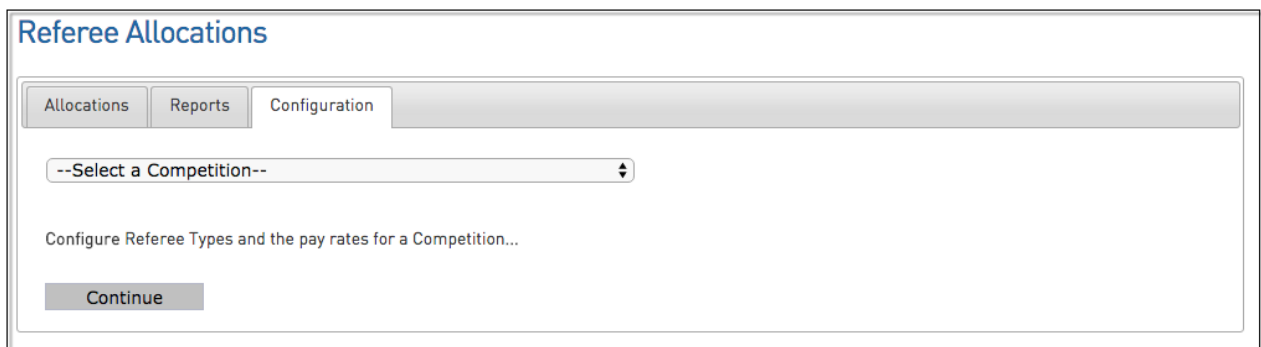 Referee Allocations
Allocations Reports Configuration
--Select a Competition--
Configure Referee Types and the pay rates for a Competition...
Continue